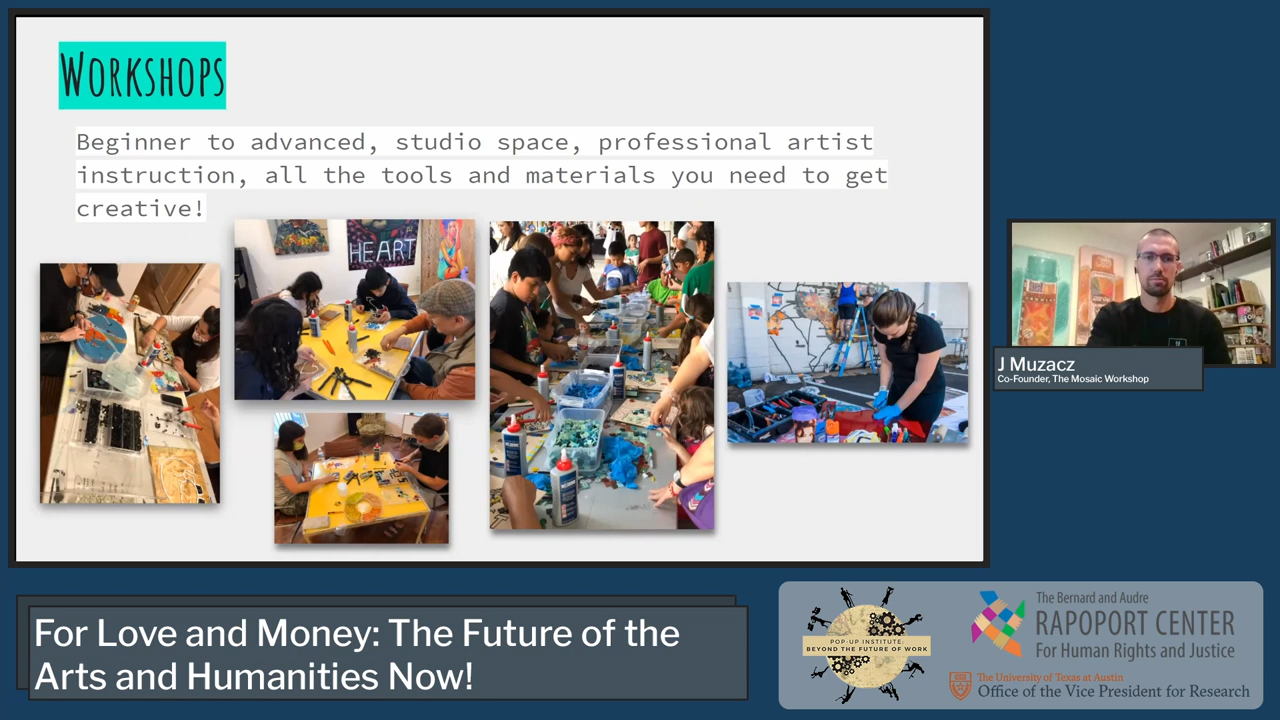 Workshops
Beginner to advanced, studio space, professional artist
instruction, all the tools and materials you need to get
creative!
HEART
J Muzacz
Co-Founder, The Mosaic Workshop
For Love and Money: The Future of the
Arts and Humanities Now!
POP-UP INSTITUTE:
BEYOND THE FUTURE OF WORK
The Bernard and Audre
RAPOPORT CENTER
For Human Rights and Justice
The University of Texas at Austin
Office of the Vice President for Research